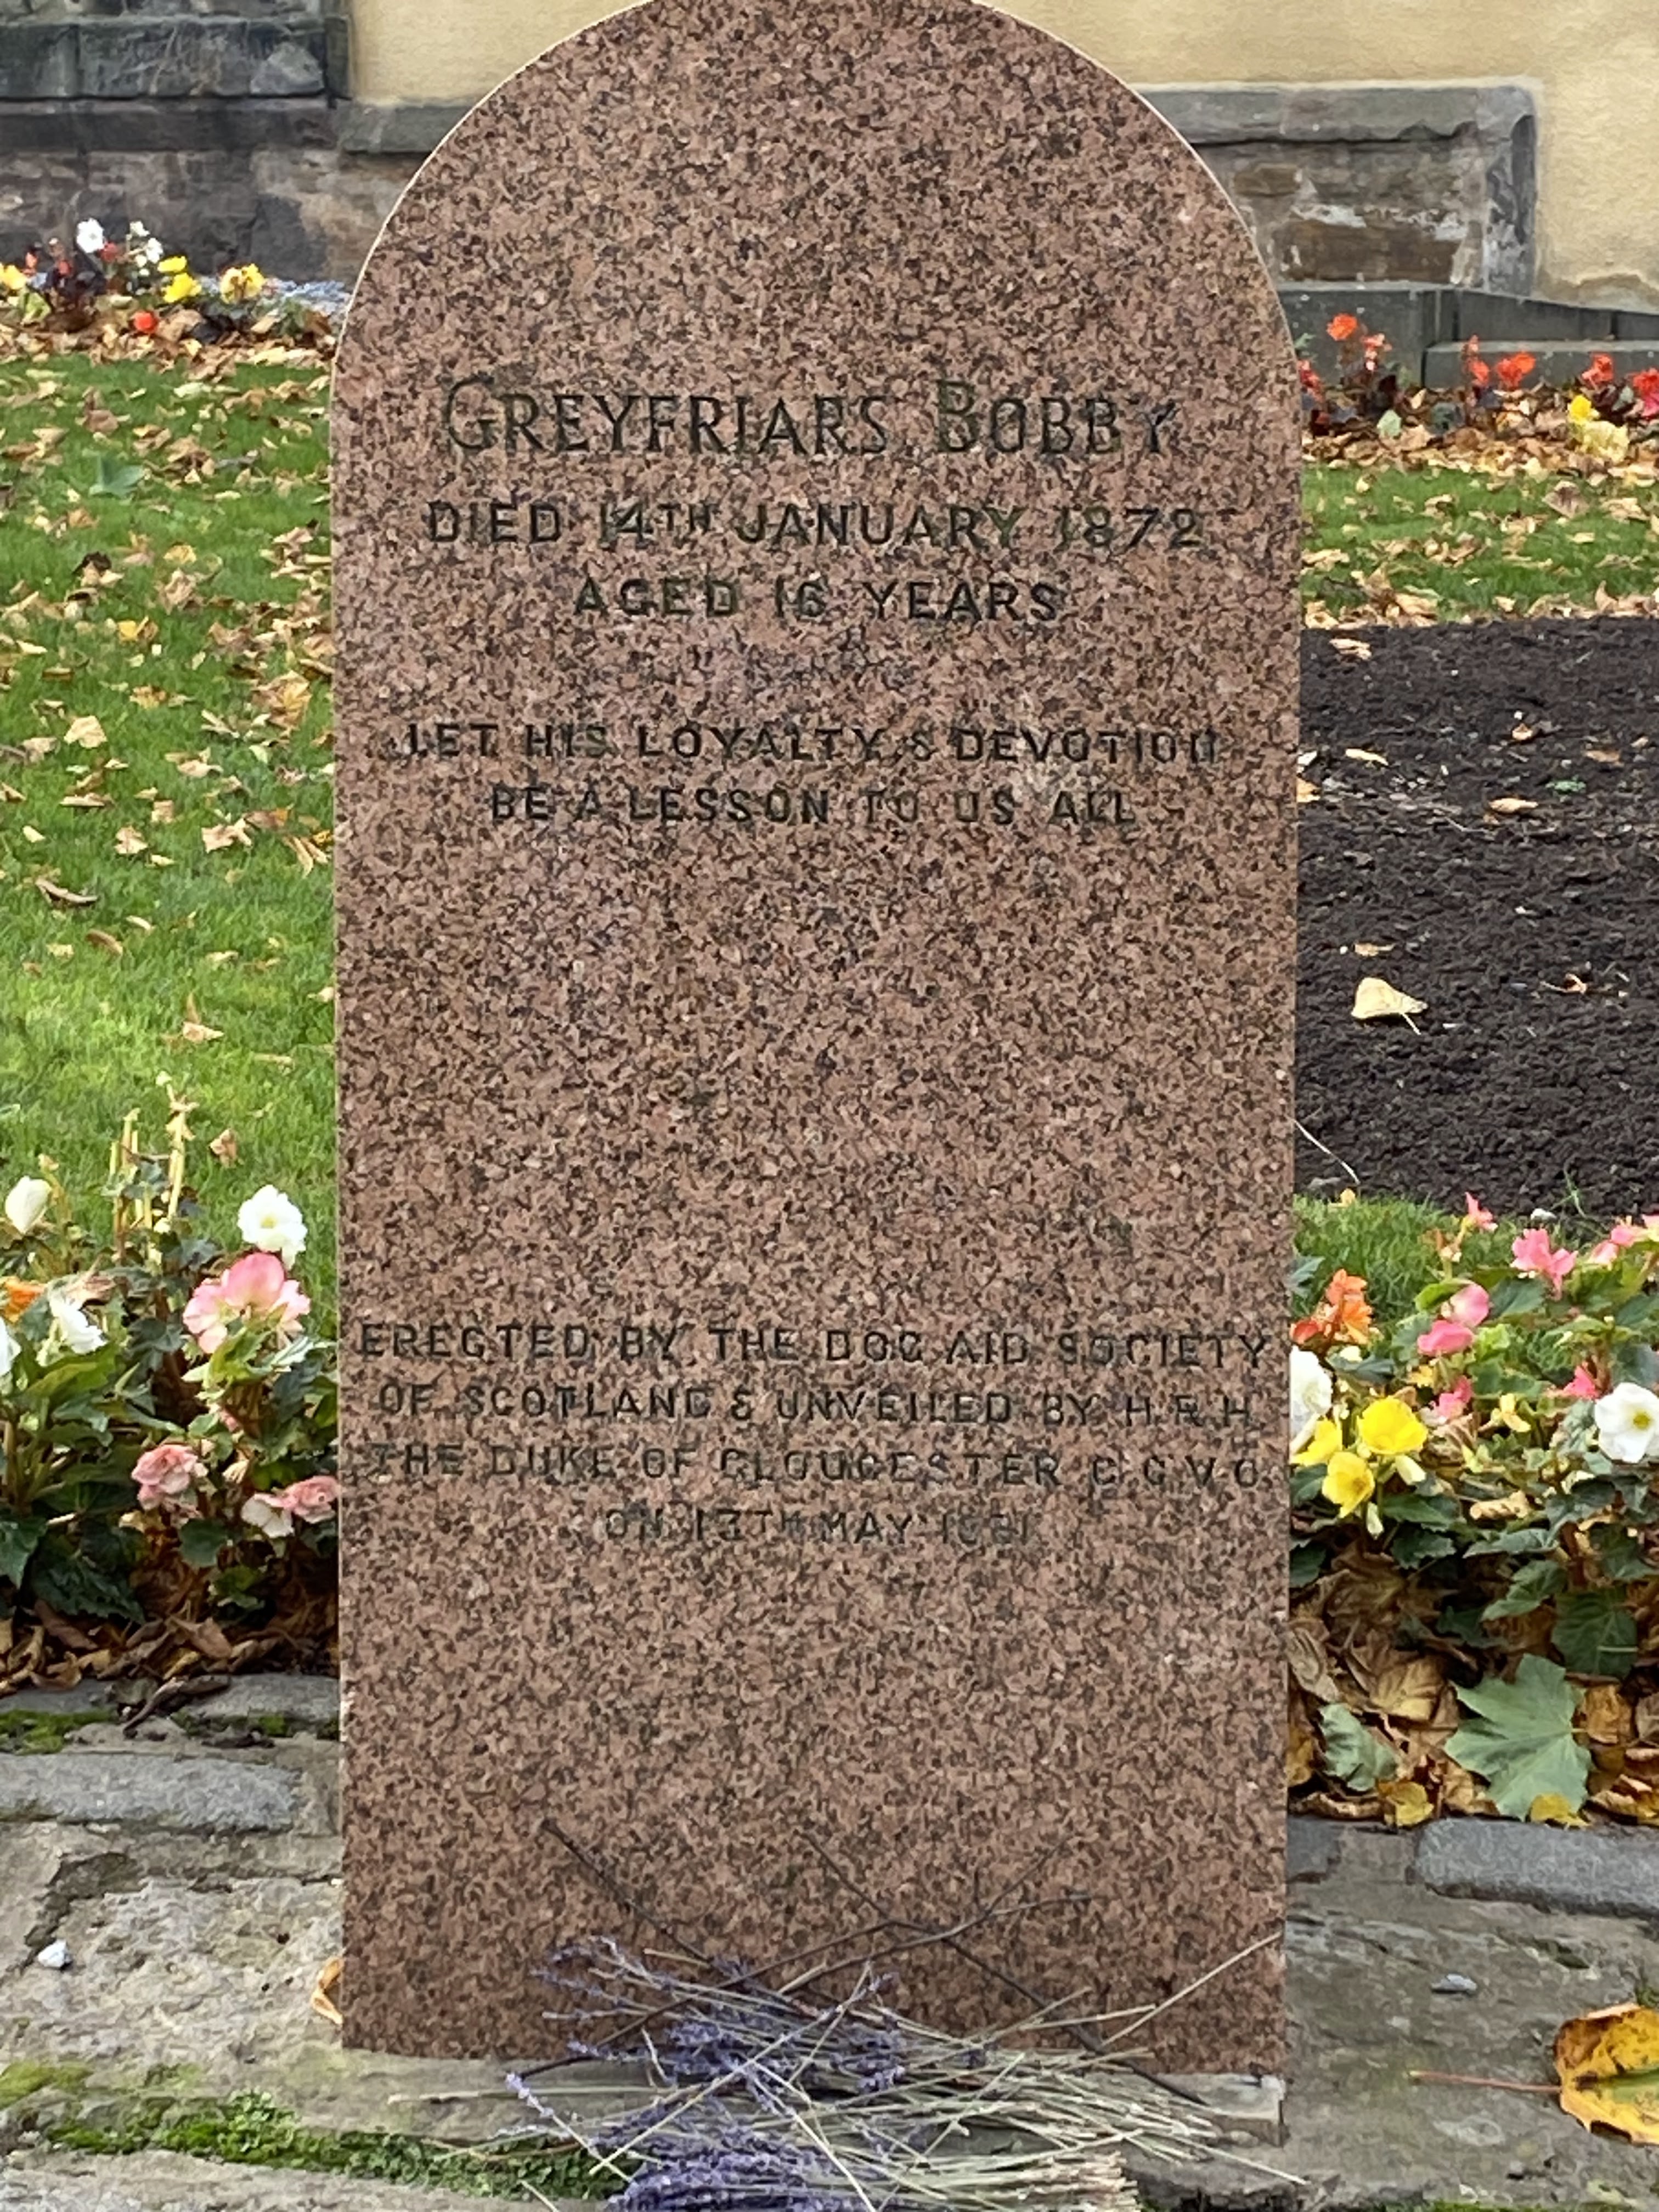 GREYFRIARS BOBBY
DIED 14TH JANUARY 1872
AGED 16 YEARS
LET HIS LOYALTY & DEVOTION
BE A LESSON TO US ALL
ERECTED BY THE DOG AID SOCIETY
OF SCOTLAND & UNVEILED BY H.R.H.
THE DUKE OF GLOUCESTER G.C.V.O.
ON 13TH MAY 1981